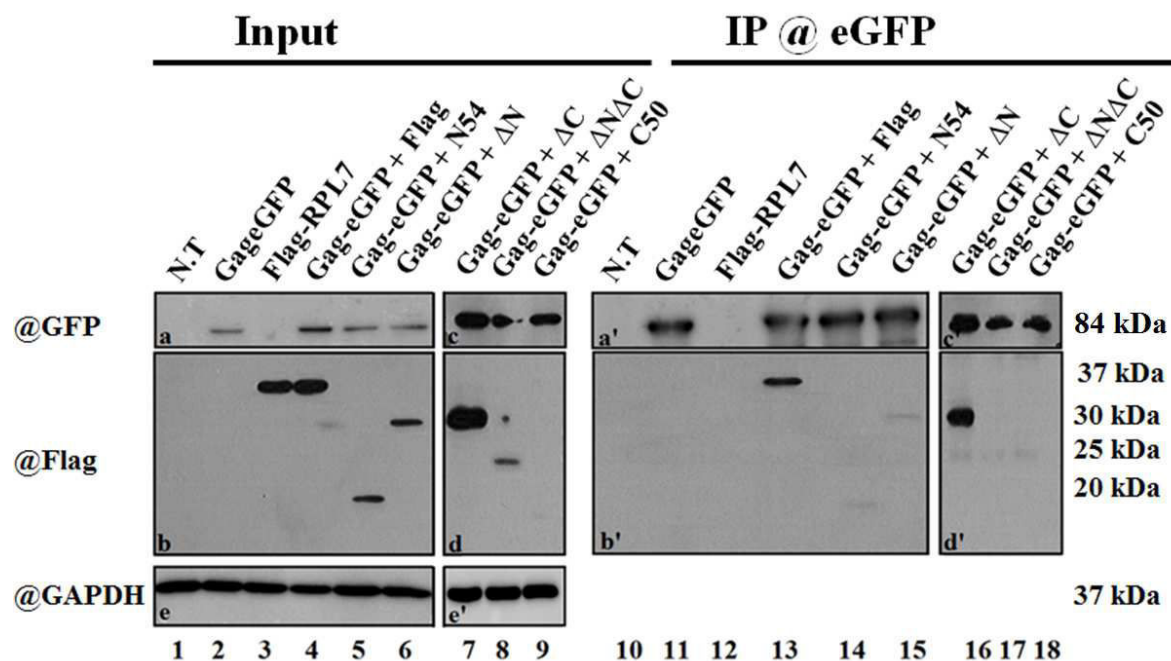 Input
IP @ eGFP
N.T
GageGFP
Flag-RPL7
Gag-eGFP + Flag
Gag-eGFP + N54
Gag-eGFP + ΔN
Gag-eGFP + ΔC
Gag-eGFP + ΔNΔC
Gag-eGFP + C50
N.T
GageGFP
Flag-RPL7
Gag-eGFP + Flag
Gag-eGFP + N54
Gag-eGFP + ΔN
Gag-eGFP + ΔC
Gag-eGFP + ΔNΔC
Gag-eGFP + C50
@GFP
a
c
a'
c'
84 kDa
37 kDa
30 kDa
@Flag
25 kDa
20 kDa
b
d
b'
d'
@GAPDH
e
e'
37 kDa
1 2 3 4 5 6 7 8 9 10 11 12 13 14 15 16 17 18